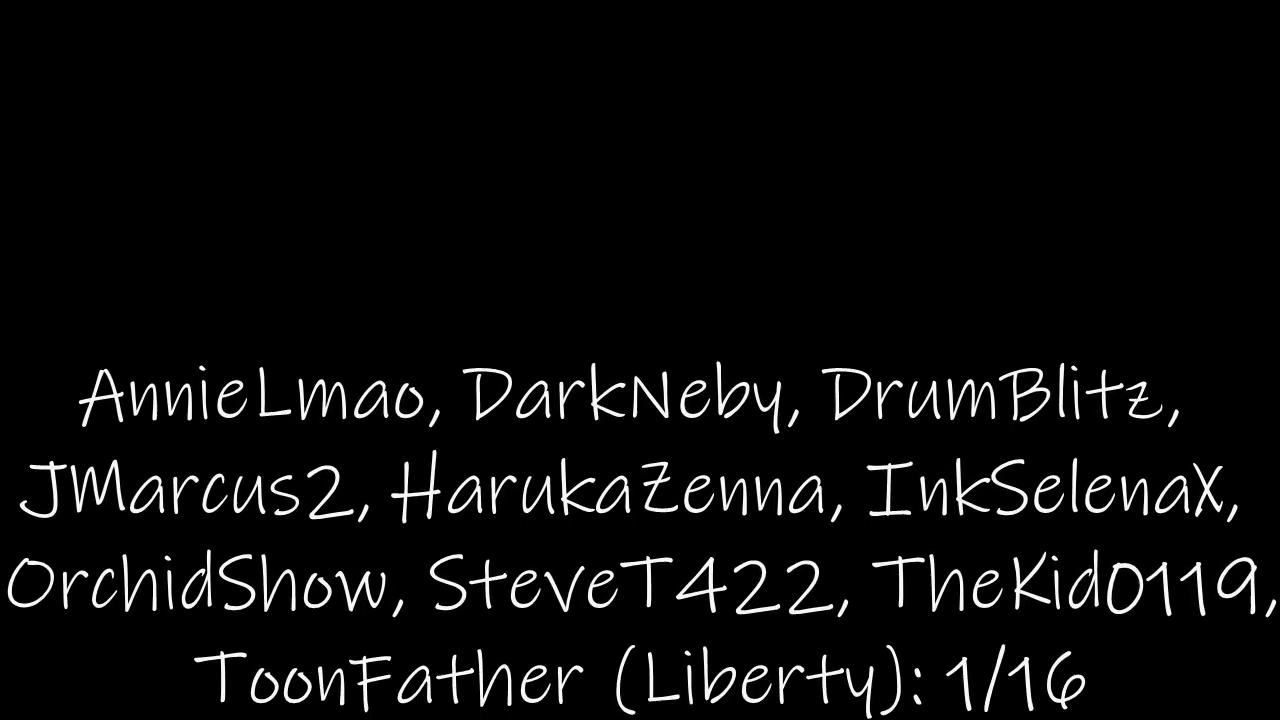 AnnieLmao, DarkNeby, DrumBlitz,
JMarcus2, HarukaZenna, InkSelenaX,
OrchidShow, SteveT422, TheKid0119,
ToonFather (Liberty): 1/16